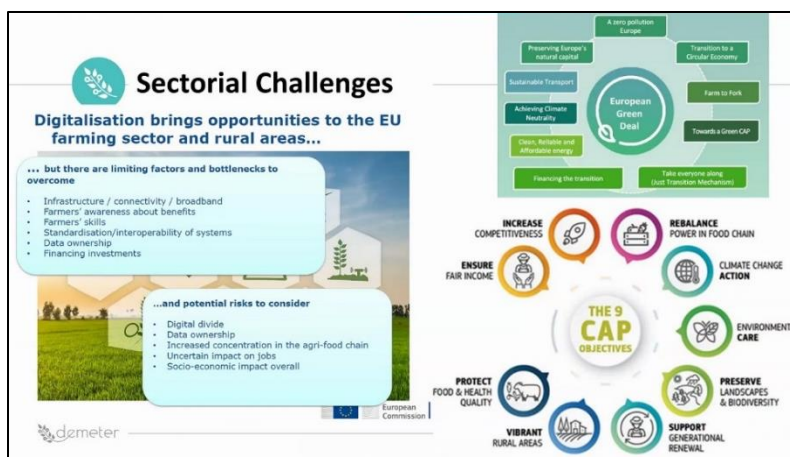 Sectorial Challenges
Digitalisation brings opportunities to the EU
farming sector and rural areas...
... but there are limiting factors and bottlenecks to
overcome
• Infrastructure / connectivity / broadband
• Farmers' awareness about benefits
• Farmers' skills
• Standardisation/interoperability of systems
• Data ownership
• Financing investments
...and potential risks to consider
• Digital divide
• Data ownership
• Increased concentration in the agri-food chain
• Uncertain impact on jobs
• Socio-economic impact overall
European
Commission
demeter
A zero pollution
Europe
Preserving Europe's
natural capital
Transition to a
Circular Economy
Sustainable Transport
Farm to Fork
Achieving Climate
Neutrality
European
Green
Deal
Towards a Green CAP
Clean, Reliable and
Affordable energy
Financing the transition
Take everyone along
(Just Transition Mechanism)
INCREASE
COMPETITIVENESS
REBALANCE
POWER IN FOOD CHAIN
ENSURE
FAIR INCOME
CLIMATE CHANGE
ACTION
THE 9
CAP
OBJECTIVES
ENVIRONMENT
CARE
PROTECT
FOOD & HEALTH
QUALITY
PRESERVE
LANDSCAPES
& BIODIVERSITY
VIBRANT
RURAL AREAS
SUPPORT
GENERATIONAL
RENEWAL